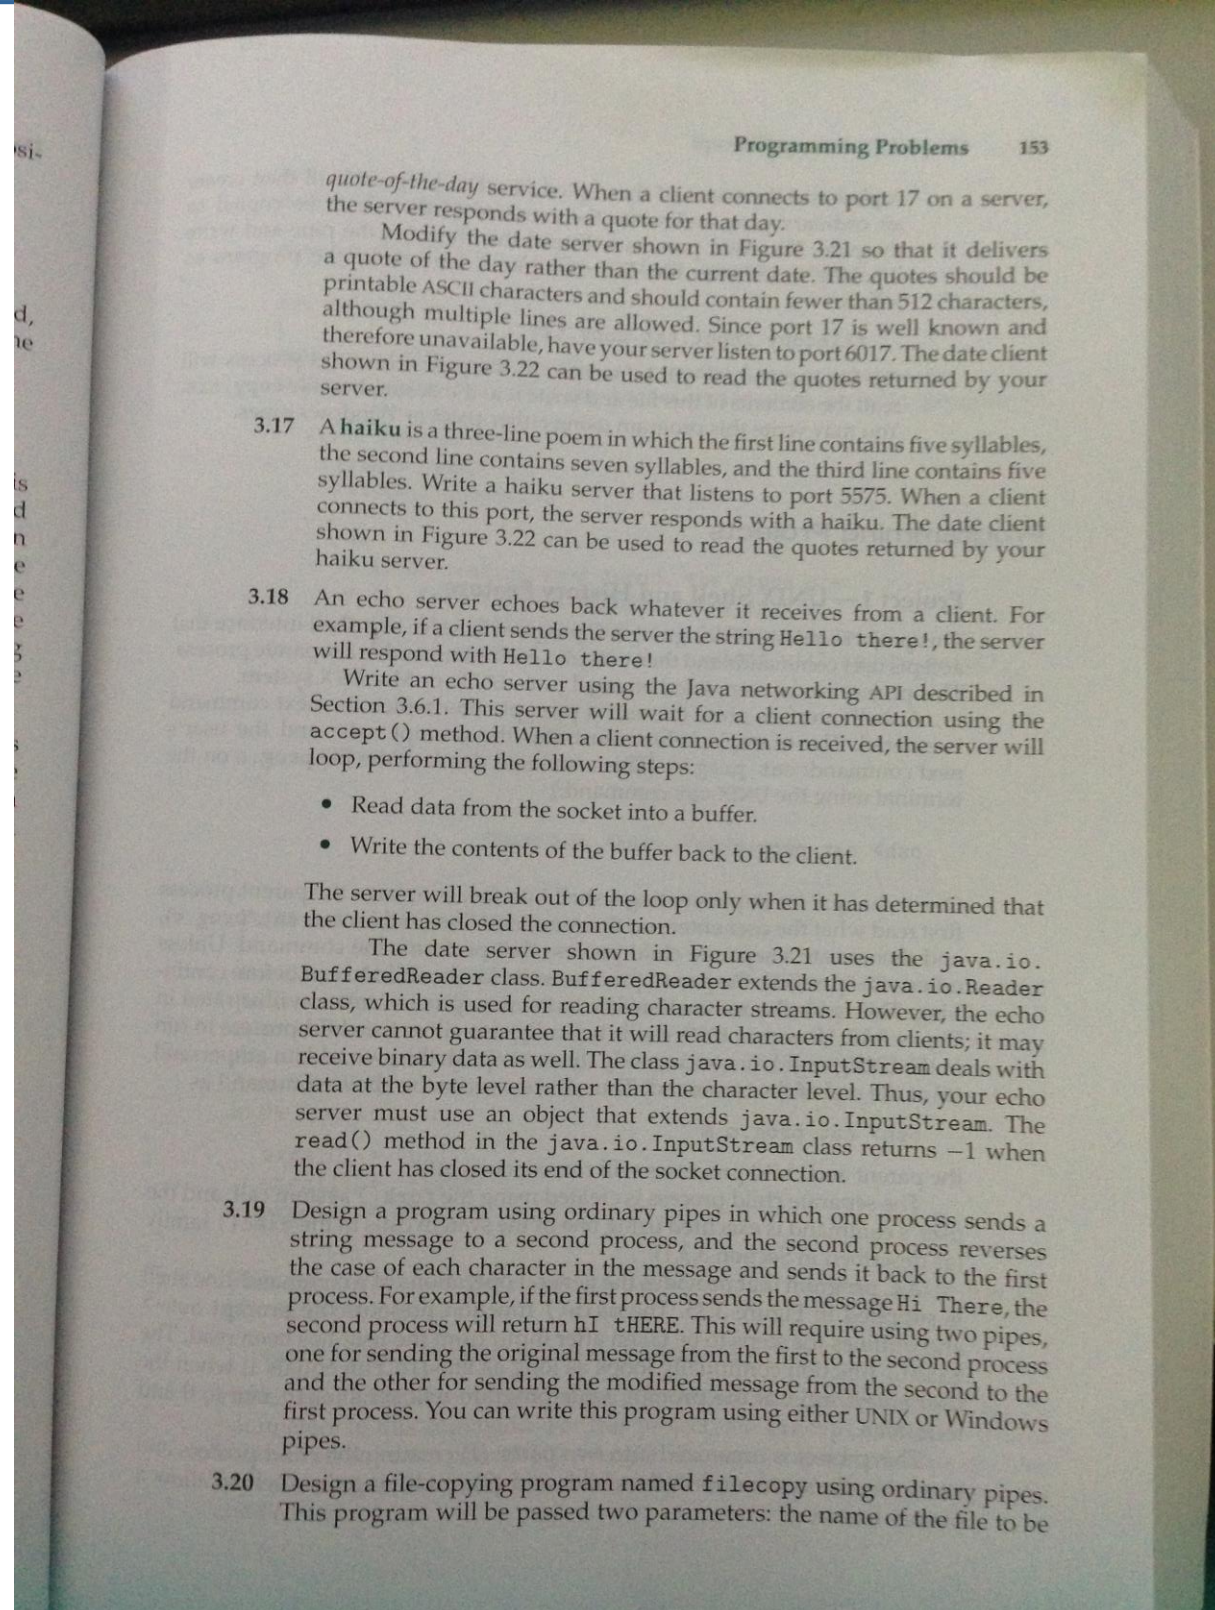 Programming Problems 153
quote-of-the-day service. When a client connects to port 17 on a server,
the server responds with a quote for that day.
Modify the date server shown in Figure 3.21 so that it delivers
a quote of the day rather than the current date. The quotes should be
printable ASCII characters and should contain fewer than 512 characters,
although multiple lines are allowed. Since port 17 is well known and
therefore unavailable, have your server listen to port 6017. The date client
shown in Figure 3.22 can be used to read the quotes returned by your
server.
3.17 A haiku is a three-line poem in which the first line contains five syllables,
the second line contains seven syllables, and the third line contains five
syllables. Write a haiku server that listens to port 5575. When a client
connects to this port, the server responds with a haiku. The date client
shown in Figure 3.22 can be used to read the quotes returned by your
haiku server.
3.18 An echo server echoes back whatever it receives from a client. For
example, if a client sends the server the string Hello there!, the server
will respond with Hello there!
Write an echo server using the Java networking API described in
Section 3.6.1. This server will wait for a client connection using the
accept() method. When a client connection is received, the server will
loop, performing the following steps:
• Read data from the socket into a buffer.
• Write the contents of the buffer back to the client.
The server will break out of the loop only when it has determined that
the client has closed the connection.
The date server shown in Figure 3.21 uses the java.io.
BufferedReader class. BufferedReader extends the java.io.Reader
class, which is used for reading character streams. However, the echo
server cannot guarantee that it will read characters from clients; it may
receive binary data as well. The class java.io.InputStream deals with
data at the byte level rather than the character level. Thus, your echo
server must use an object that extends java.io.InputStream. The
read() method in the java.io.InputStream class returns −1 when
the client has closed its end of the socket connection.
3.19 Design a program using ordinary pipes in which one process sends a
string message to a second process, and the second process reverses
the case of each character in the message and sends it back to the first
process. For example, if the first process sends the message Hi There, the
second process will return hI tHERE. This will require using two pipes,
one for sending the original message from the first to the second process
and the other for sending the modified message from the second to the
first process. You can write this program using either UNIX or Windows
pipes.
3.20 Design a file-copying program named filecopy using ordinary pipes.
This program will be passed two parameters: the name of the file to be